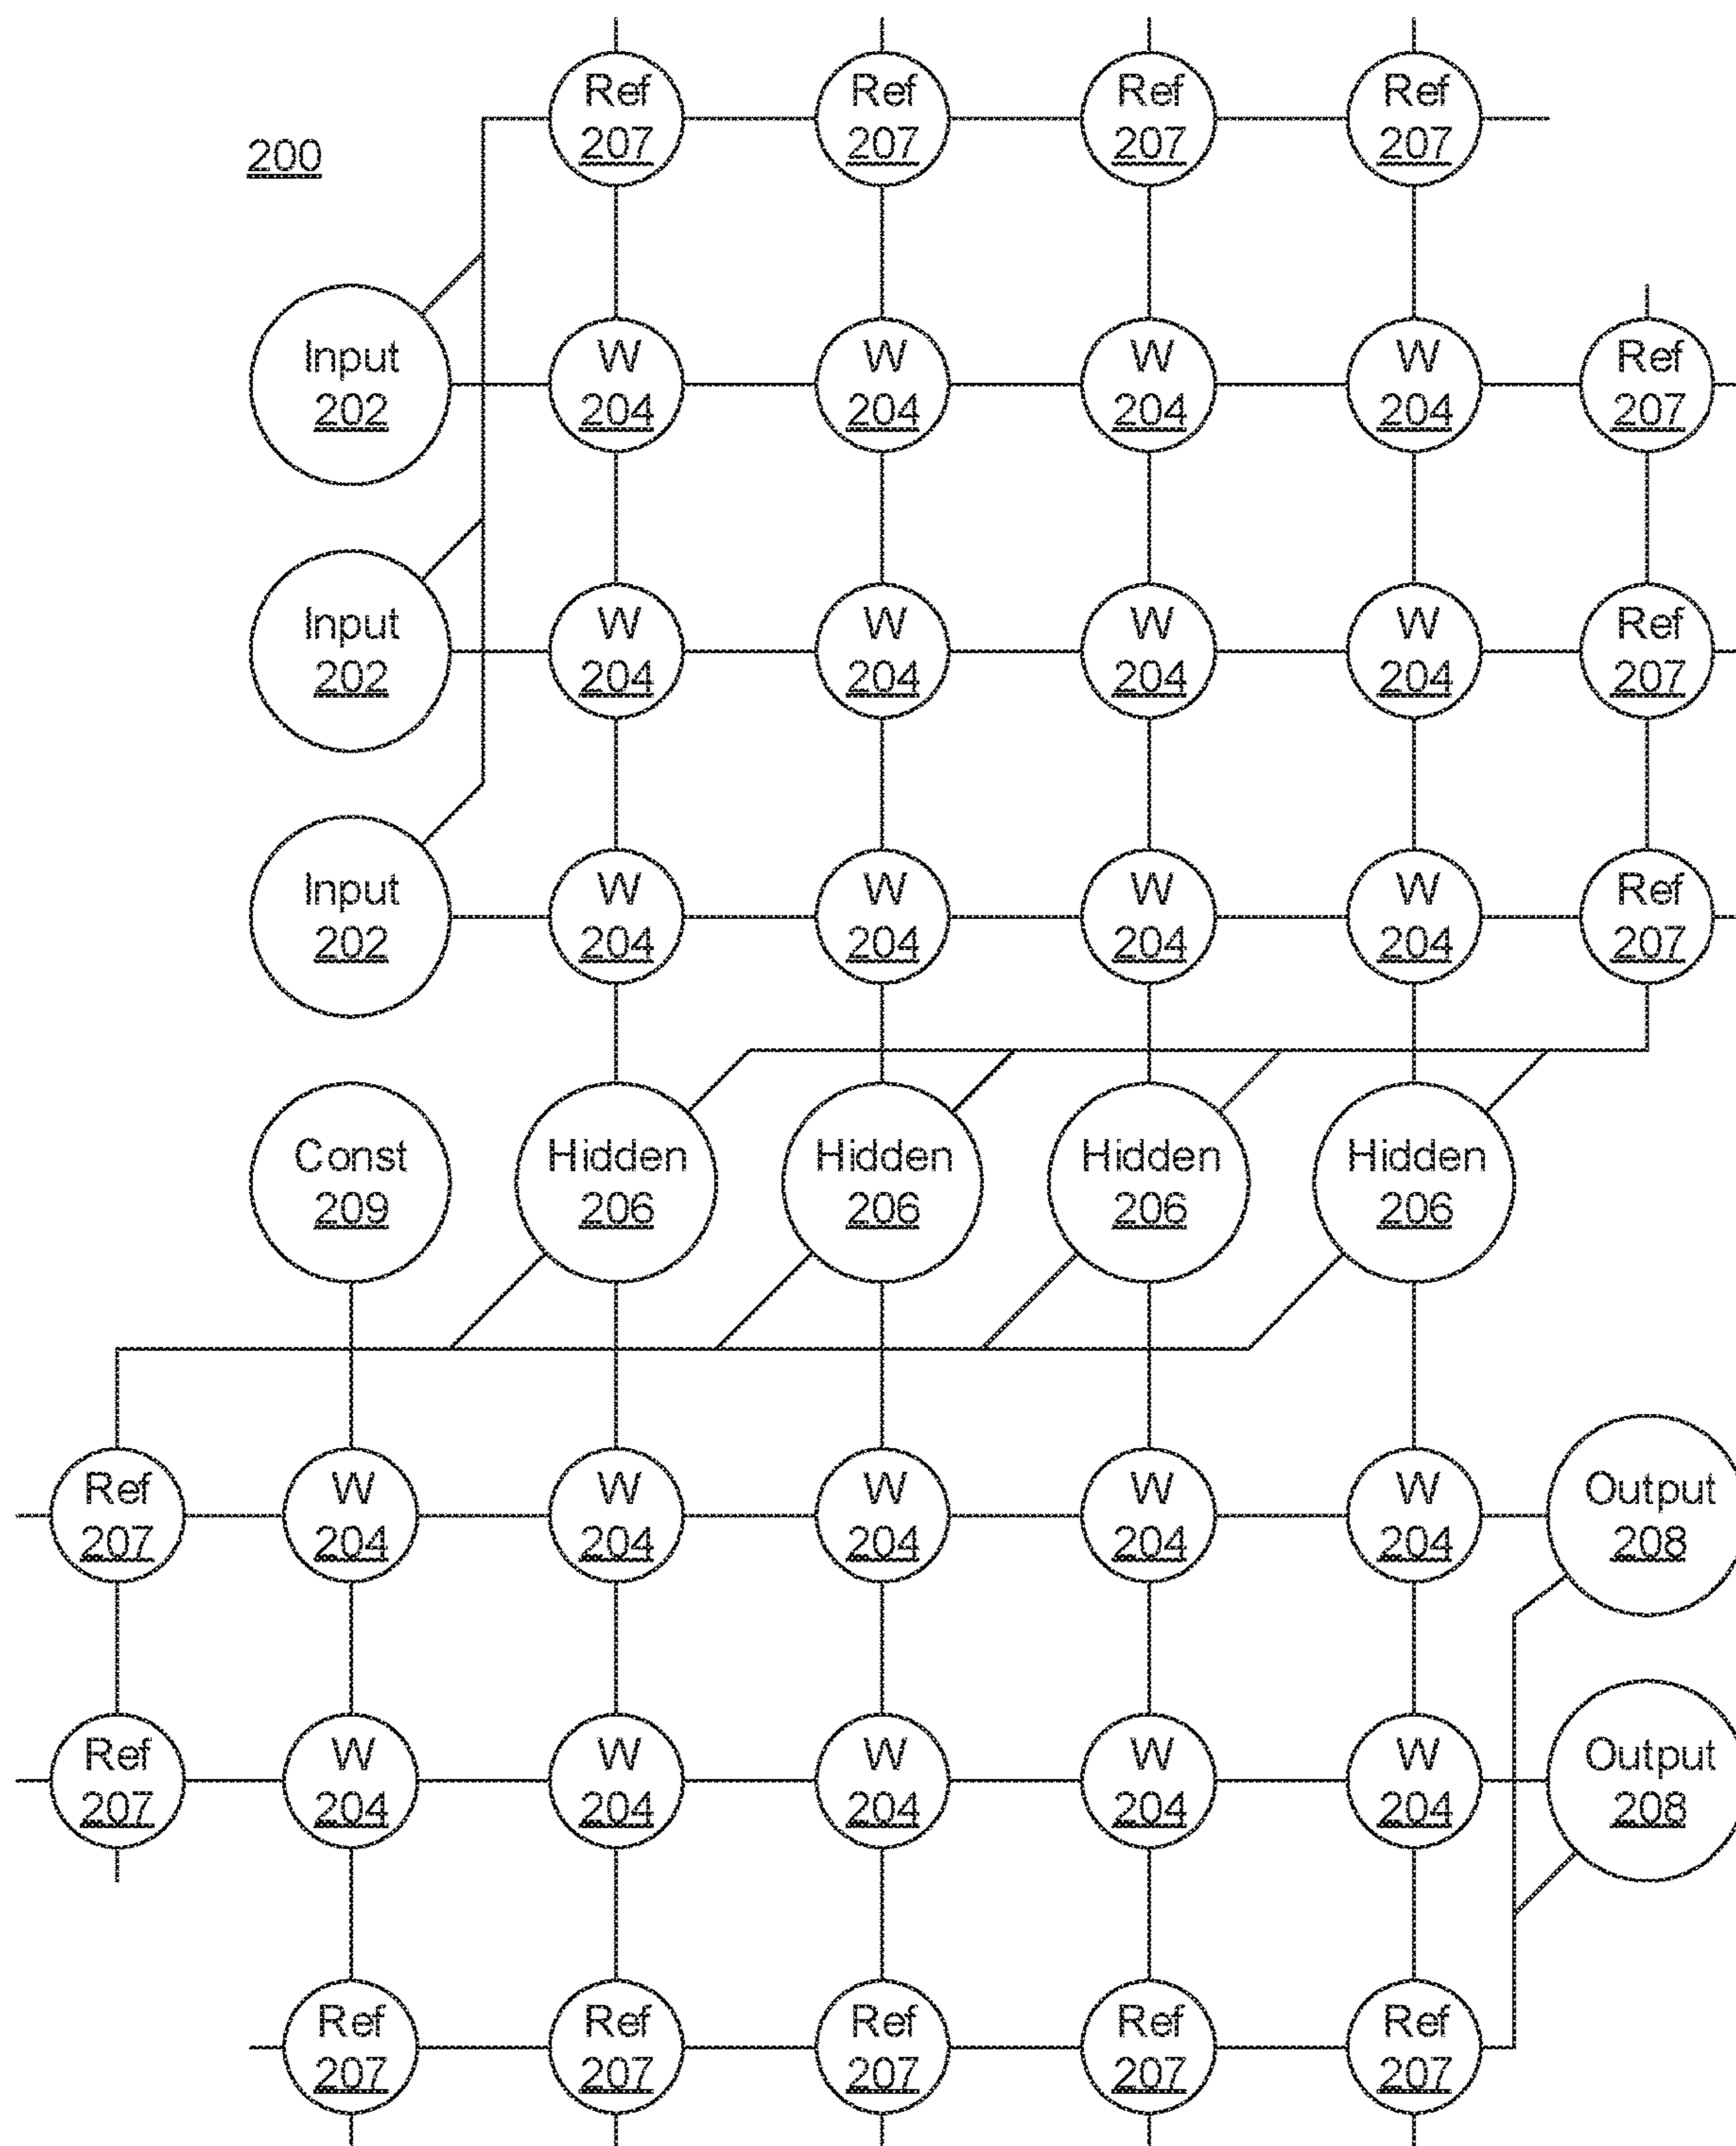 Ref Ref Ref Ref
207 207 207 207
200
Input W W W W Ref
202 204 204 204 204 207
Input W W W W Ref
202 204 204 204 204 207
Input W W W W Ref
202 204 204 204 204 207
Const Hidden Hidden Hidden Hidden
209 206 206 206 206
Ref W W W W W Output
207 204 204 204 204 204 208
Ref W W W W W Output
207 204 204 204 204 204 208
Ref Ref Ref Ref Ref
207 207 207 207 207